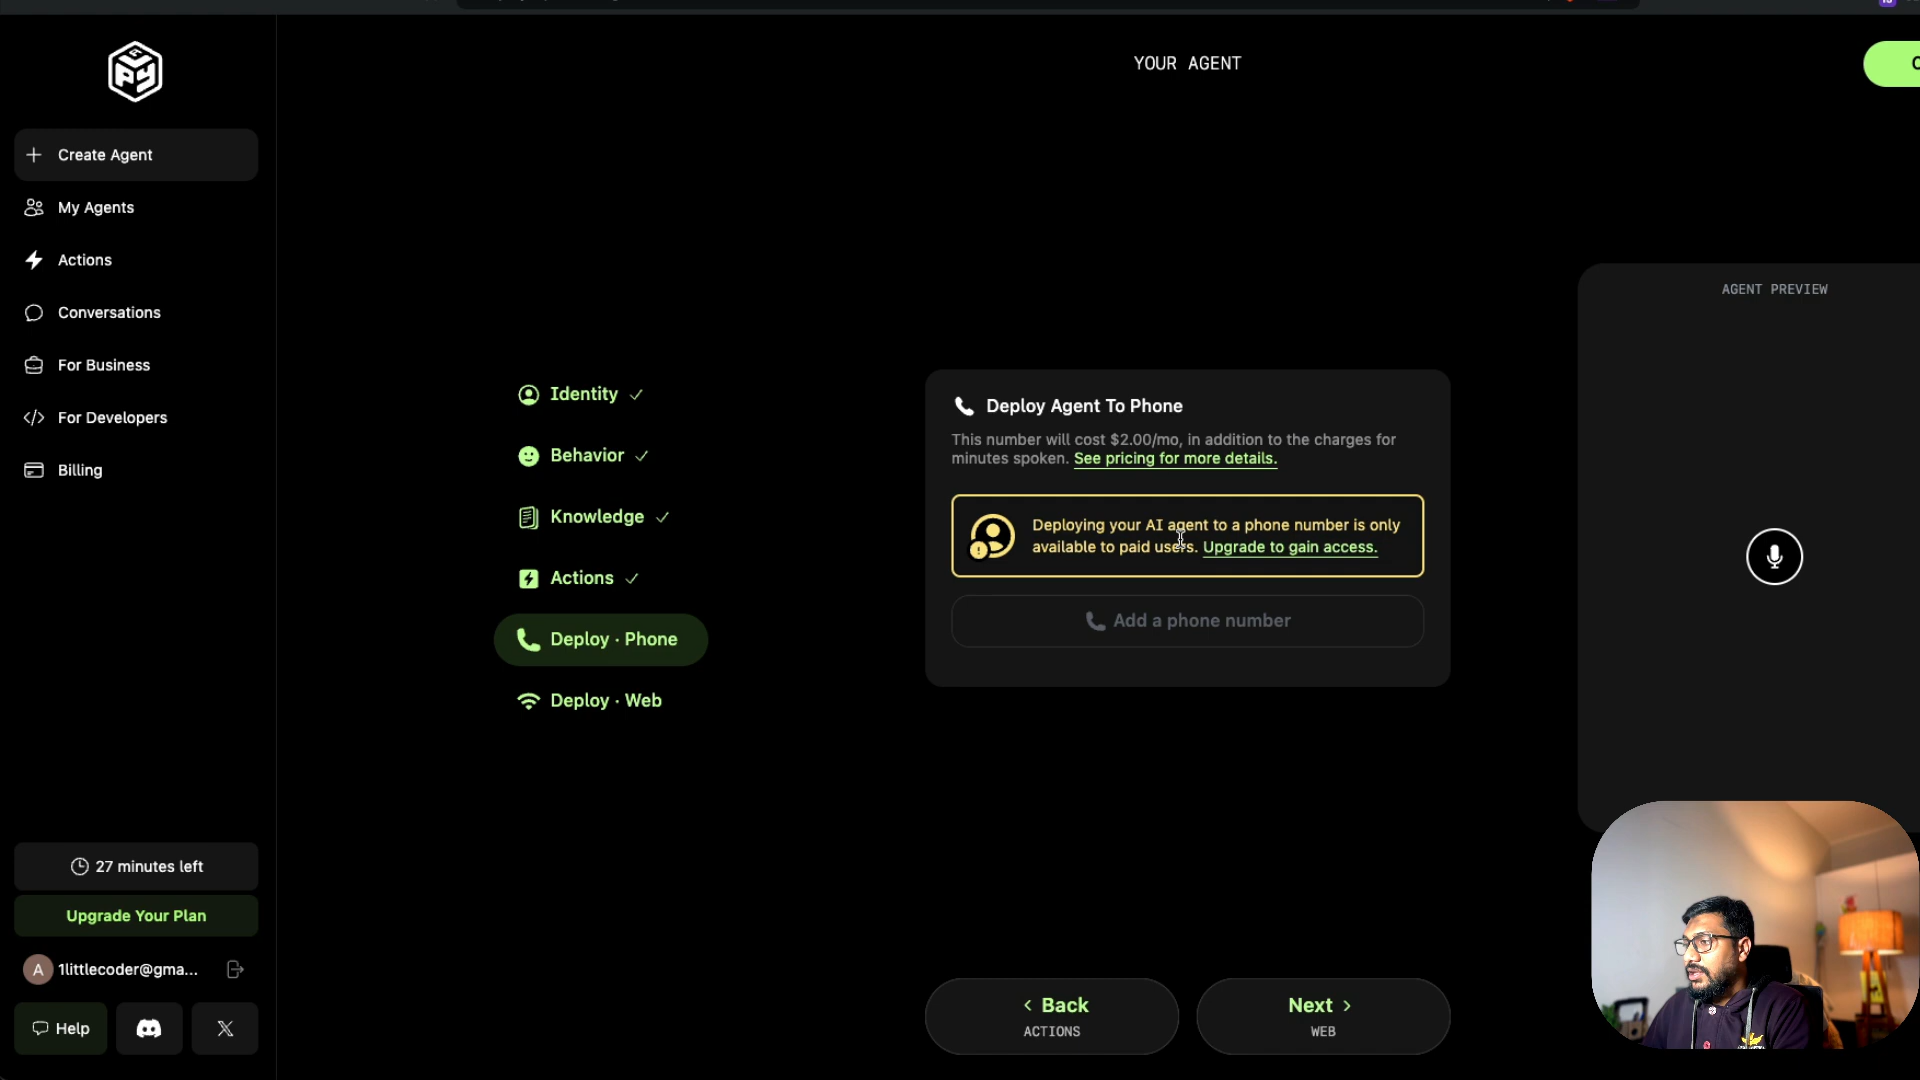 YOUR AGENT
Create Agent
My Agents
Actions
Conversations
For Business
For Developers
Billing
Identity
Behavior
Knowledge
Actions
Deploy · Phone
Deploy · Web
Deploy Agent To Phone
This number will cost $2.00/mo, in addition to the charges for
minutes spoken. See pricing for more details.
Deploying your AI agent to a phone number is only
available to paid users. Upgrade to gain access.
Add a phone number
AGENT PREVIEW
27 minutes left
Upgrade Your Plan
A 1littlecoder@gma...
Help
< Back
ACTIONS
Next >
WEB